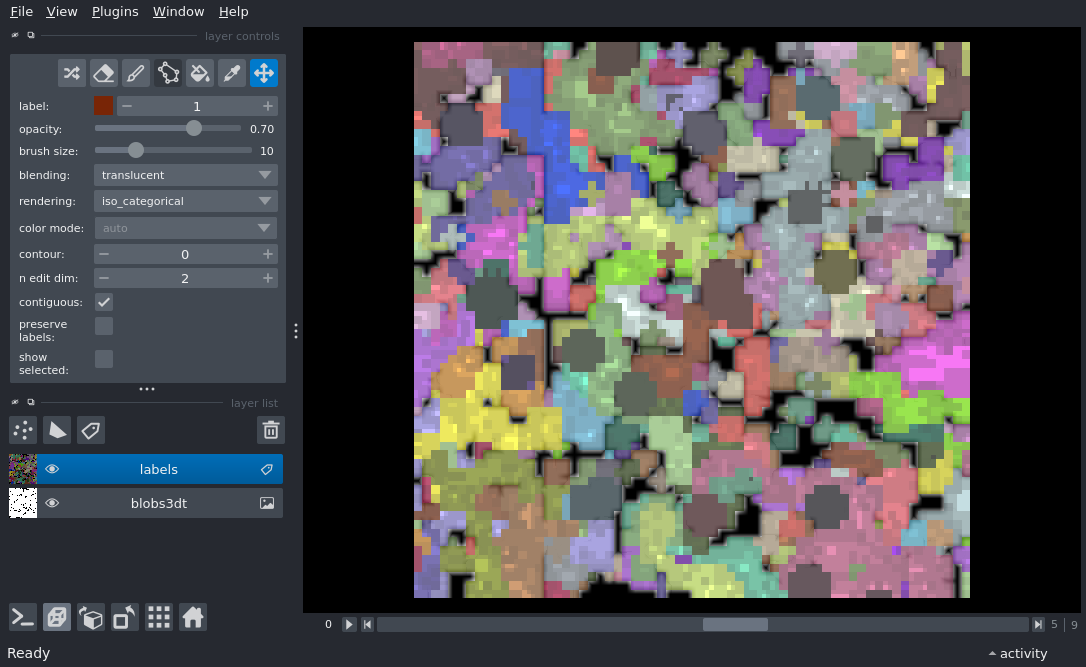 File View Plugins Window Help
layer controls
label: 1
opacity: 0.70
brush size: 10
blending: translucent
rendering: iso_categorical
color mode: auto
contour: 0
n edit dim: 2
contiguous:
preserve
labels:
show
selected:
layer list
labels
blobs3dt
0 5 9
Ready activity